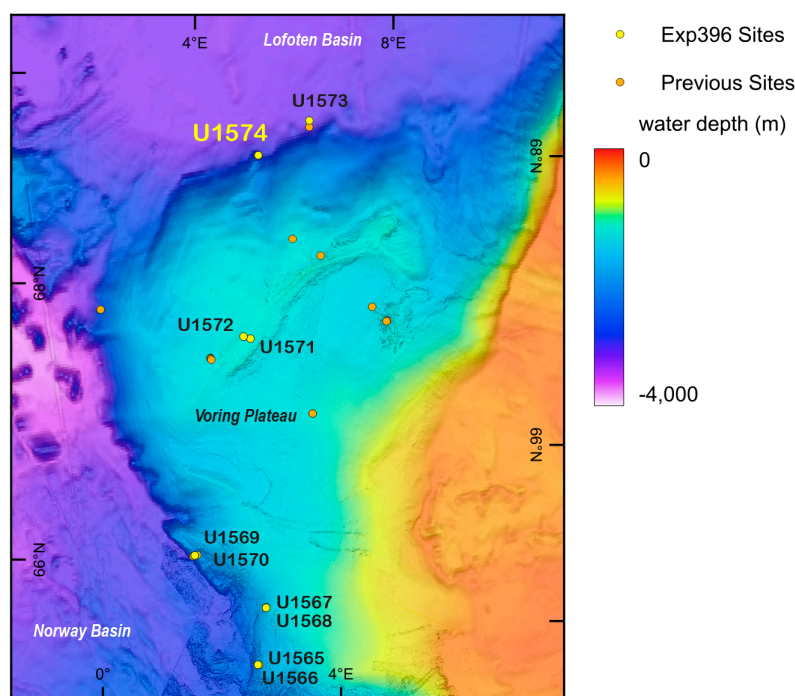 4°E
Lofoten Basin
8°E
U1573
U1574
68°N
68°N
U1572
U1571
Voring Plateau
66°N
U1569
66°N
U1570
U1567
U1568
Norway Basin
U1565
0°
4°E
U1566
Exp396 Sites
Previous Sites
water depth (m)
0
-4,000